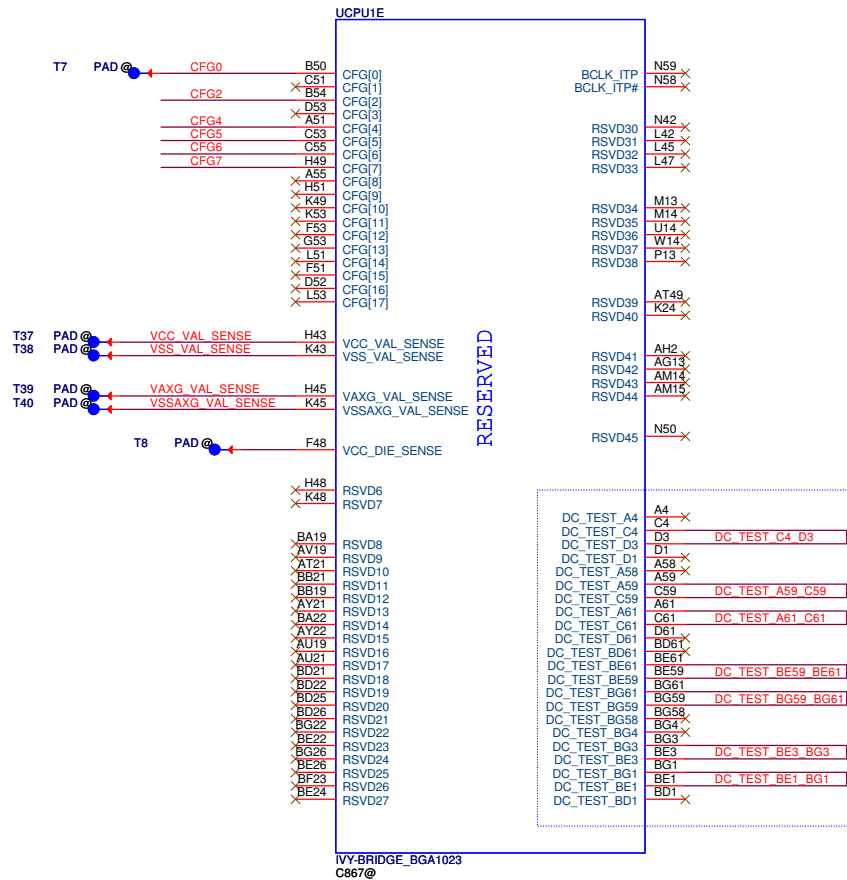 UCPU1E
T7 PAD @ CFG0 B50 CFG[0] BCLK_ITP N59
C51 CFG[1] BCLK_ITP# N58
CFG2 B54 CFG[2]
D53 CFG[3]
CFG4 A51 CFG[4] RSVD30 N42
CFG5 C53 CFG[5] RSVD31 L42
CFG6 C55 CFG[6] RSVD32 L45
CFG7 H49 CFG[7] RSVD33 L47
A55 CFG[8]
H51 CFG[9]
K49 CFG[10] RSVD34 M13
K53 CFG[11] RSVD35 M14
F53 CFG[12] RSVD36 U14
G53 CFG[13] RSVD37 W14
L51 CFG[14] RSVD38 P13
F51 CFG[15]
D52 CFG[16]
L53 CFG[17] RSVD39 AT49
RSVD40 K24
T37 PAD @ VCC_VAL_SENSE H43 VCC_VAL_SENSE
T38 PAD @ VSS_VAL_SENSE K43 VSS_VAL_SENSE RSVD41 AH2
RSVD42 AG13
RSVD43 AM14
T39 PAD @ VAXG_VAL_SENSE H45 VAXG_VAL_SENSE RSVD44 AM15
T40 PAD @ VSSAXG_VAL_SENSE K45 VSSAXG_VAL_SENSE
RESERVED
RSVD45 N50
T8 PAD @ F48 VCC_DIE_SENSE
H48 RSVD6
K48 RSVD7
DC_TEST_A4 A4
DC_TEST_C4 C4
BA19 RSVD8 DC_TEST_D3 D3 DC_TEST_C4_D3
AV19 RSVD9 DC_TEST_D1 D1
AT21 RSVD10 DC_TEST_A58 A58
BB21 RSVD11 DC_TEST_A59 A59
BB19 RSVD12 DC_TEST_C59 C59 DC_TEST_A59_C59
AY21 RSVD13 DC_TEST_A61 A61
BA22 RSVD14 DC_TEST_C61 C61 DC_TEST_A61_C61
AY22 RSVD15 DC_TEST_D61 D61
AU19 RSVD16 DC_TEST_BD61 BD61
AU21 RSVD17 DC_TEST_BE61 BE61
BD21 RSVD18 DC_TEST_BE59 BE59 DC_TEST_BE59_BE61
BD22 RSVD19 DC_TEST_BG61 BG61
BD25 RSVD20 DC_TEST_BG59 BG59 DC_TEST_BG59_BG61
BD26 RSVD21 DC_TEST_BG58 BG58
BG22 RSVD22 DC_TEST_BG4 BG4
BE22 RSVD23 DC_TEST_BG3 BG3
BG26 RSVD24 DC_TEST_BE3 BE3 DC_TEST_BE3_BG3
BE26 RSVD25 DC_TEST_BG1 BG1
BF23 RSVD26 DC_TEST_BE1 BE1 DC_TEST_BE1_BG1
BE24 RSVD27 DC_TEST_BD1 BD1
IVY-BRIDGE_BGA1023
C867@